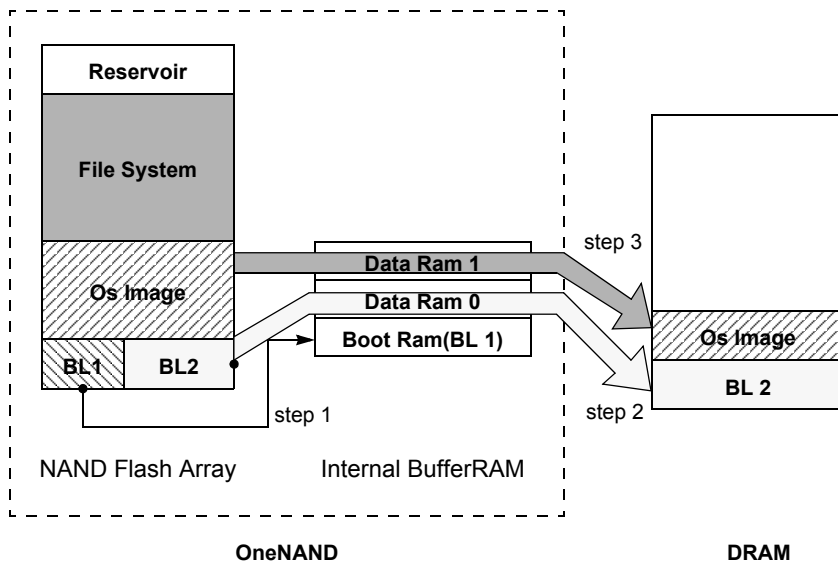 Reservoir
File System
step 3
Data Ram 1
Os Image
Data Ram 0
Boot Ram(BL 1)
Os Image
BL1
BL2
BL 2
step 1
step 2
NAND Flash Array
Internal BufferRAM
OneNAND
DRAM